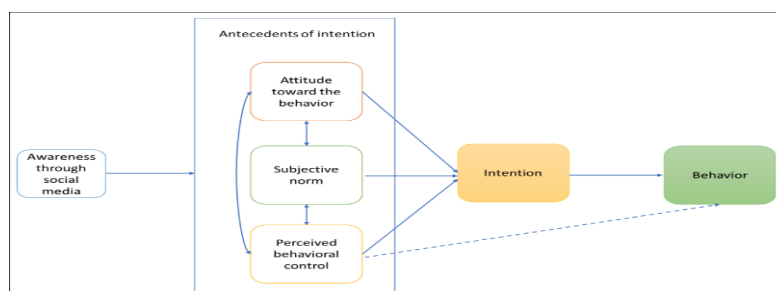 Antecedents of intention
Attitude
toward the
behavior
Awareness
through
social
media
Subjective
norm
Intention
Behavior
Perceived
behavioral
control